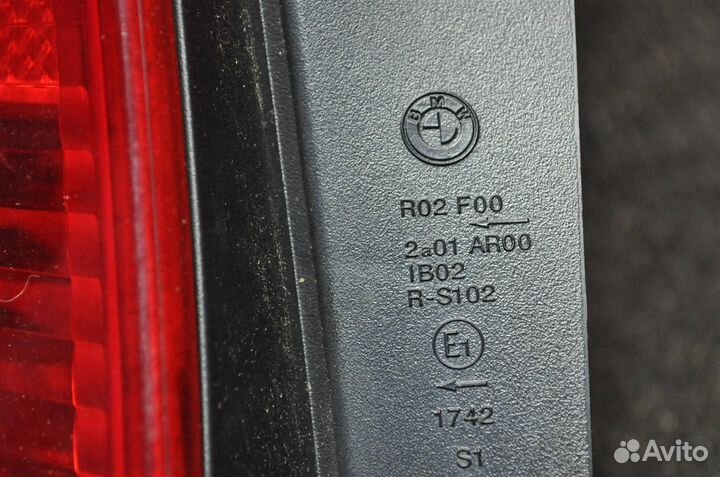 BMW
R02 F00
2a01 AR00
IB02
R-S102
E1
1742
S1
Avito